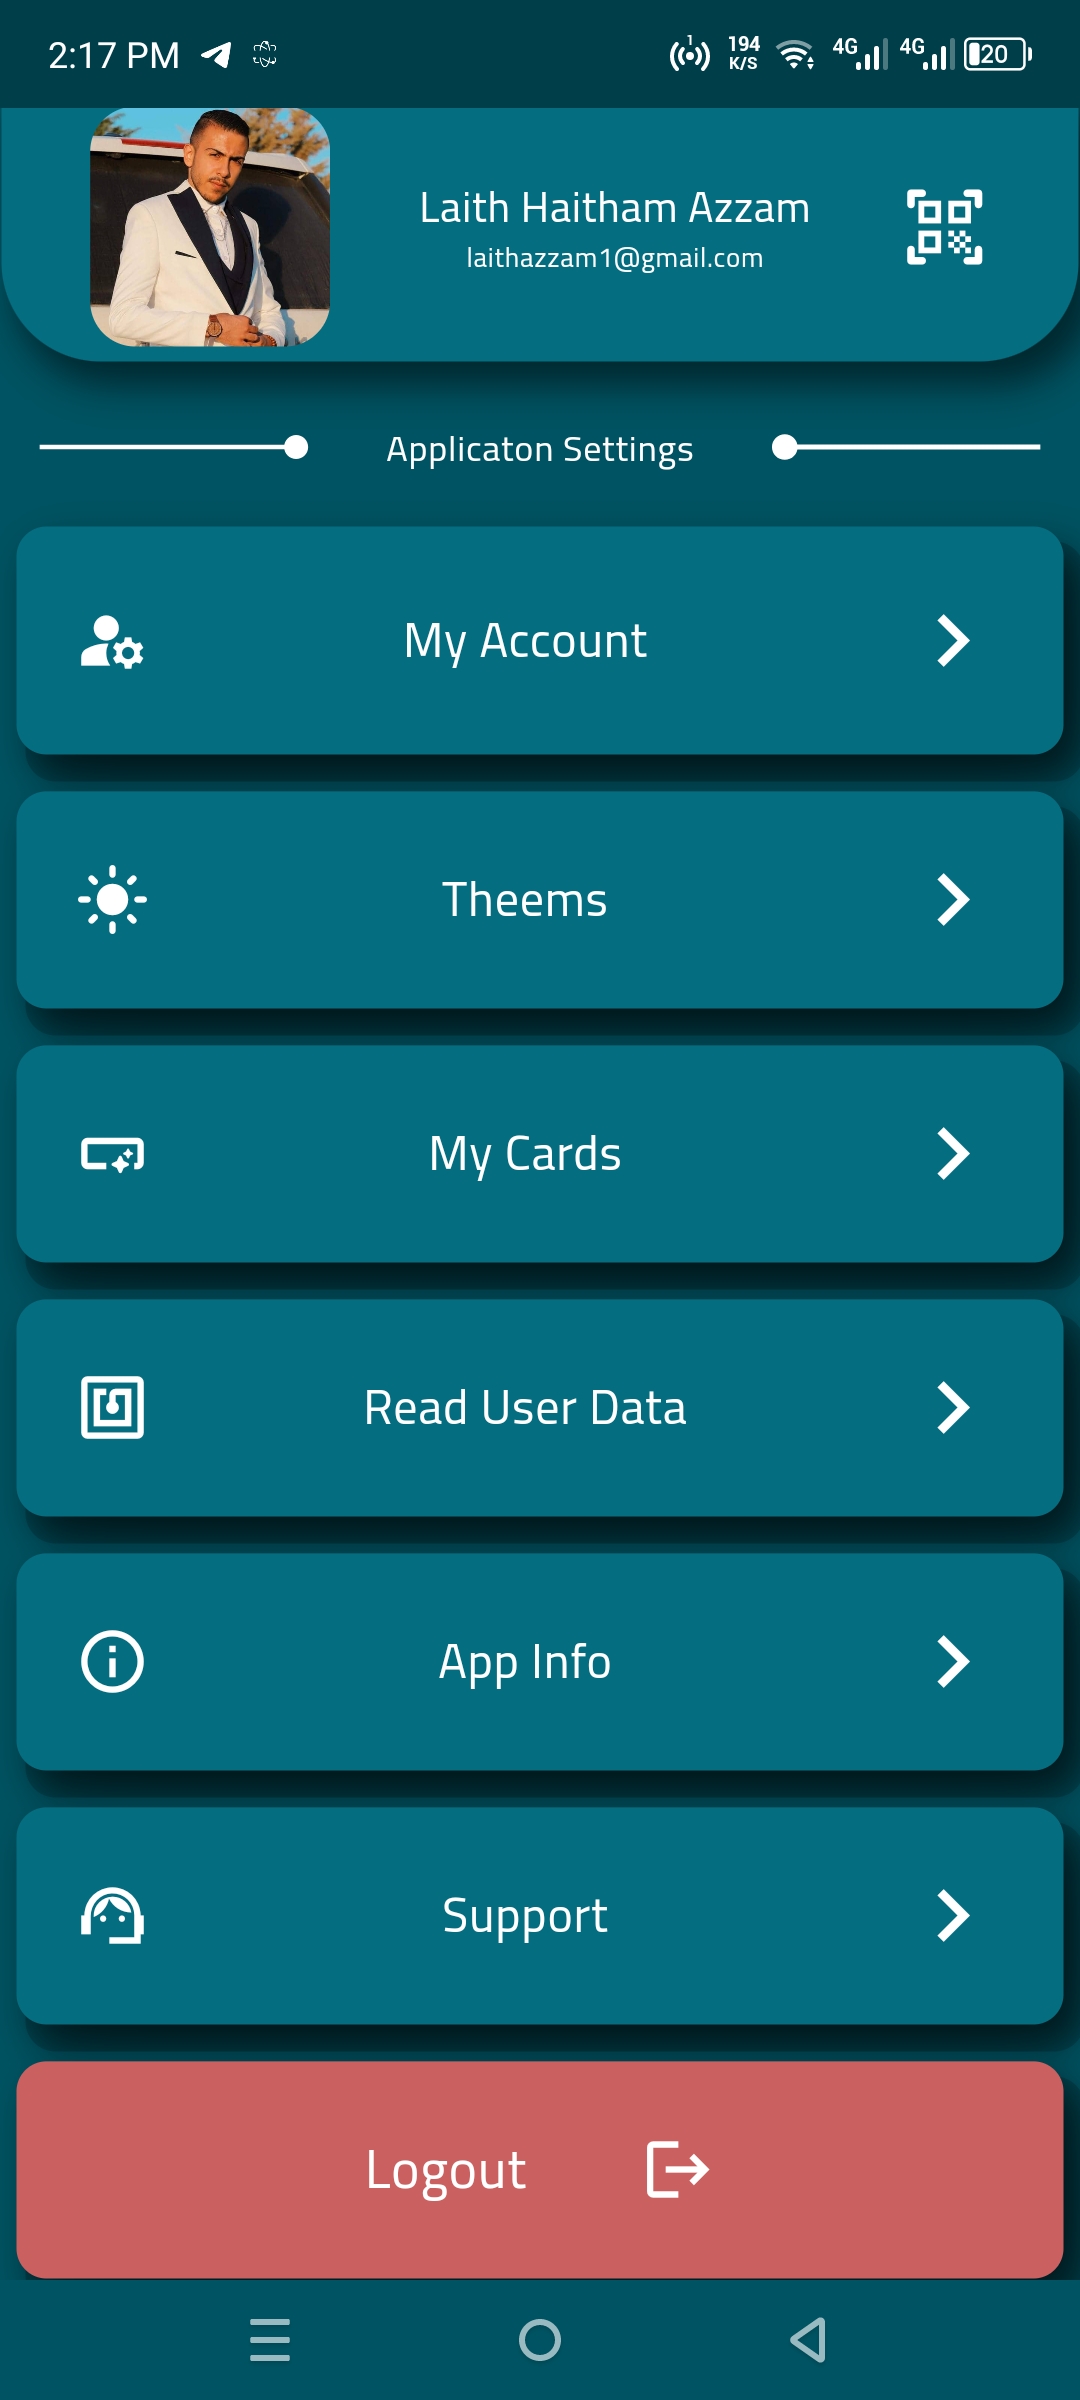 2:17 PM
1
194
K/S
4G
4G
20
Laith Haitham Azzam
laithazzam1@gmail.com
Applicaton Settings
My Account
Theems
My Cards
Read User Data
App Info
Support
Logout